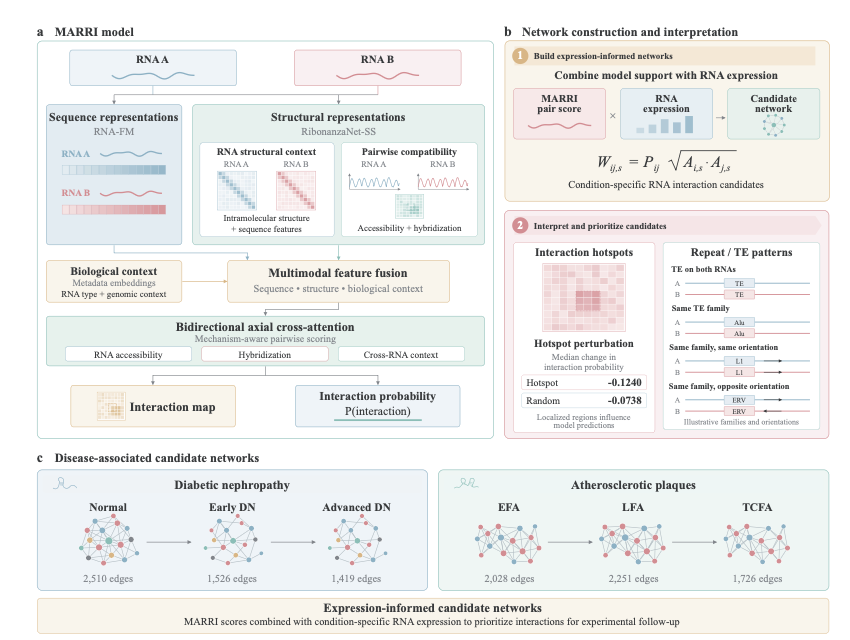 a MARRI model
RNA A
RNA B
Sequence representations
RNA-FM
RNA A
RNA B
Structural representations
RibonanzaNet-SS
RNA structural context
RNA A RNA B
Intramolecular structure
+ sequence features
Pairwise compatibility
RNA A RNA B
Accessibility + hybridization
Biological context
Metadata embeddings
RNA type + genomic context
Multimodal feature fusion
Sequence • structure • biological context
Bidirectional axial cross-attention
Mechanism-aware pairwise scoring
RNA accessibility
Hybridization
Cross-RNA context
Interaction map
Interaction probability
P(interaction)
b Network construction and interpretation
1 Build expression-informed networks
Combine model support with RNA expression
MARRI
pair score
×
RNA
expression
Candidate
network
W_{ij,s} = P_{ij} √(A_{i,s} · A_{j,s})
Condition-specific RNA interaction candidates
2 Interpret and prioritize candidates
Interaction hotspots
Hotspot perturbation
Median change in
interaction probability
Hotspot -0.1240
Random -0.0738
Localized regions influence
model predictions
Repeat / TE patterns
TE on both RNAs
A TE
B TE
Same TE family
A Alu
B Alu
Same family, same orientation
A L1
B L1
Same family, opposite orientation
A ERV
B ERV
Illustrative families and orientations
c Disease-associated candidate networks
Diabetic nephropathy
Normal
2,510 edges
Early DN
1,526 edges
Advanced DN
1,419 edges
Atherosclerotic plaques
EFA
2,028 edges
LFA
2,251 edges
TCFA
1,726 edges
Expression-informed candidate networks
MARRI scores combined with condition-specific RNA expression to prioritize interactions for experimental follow-up